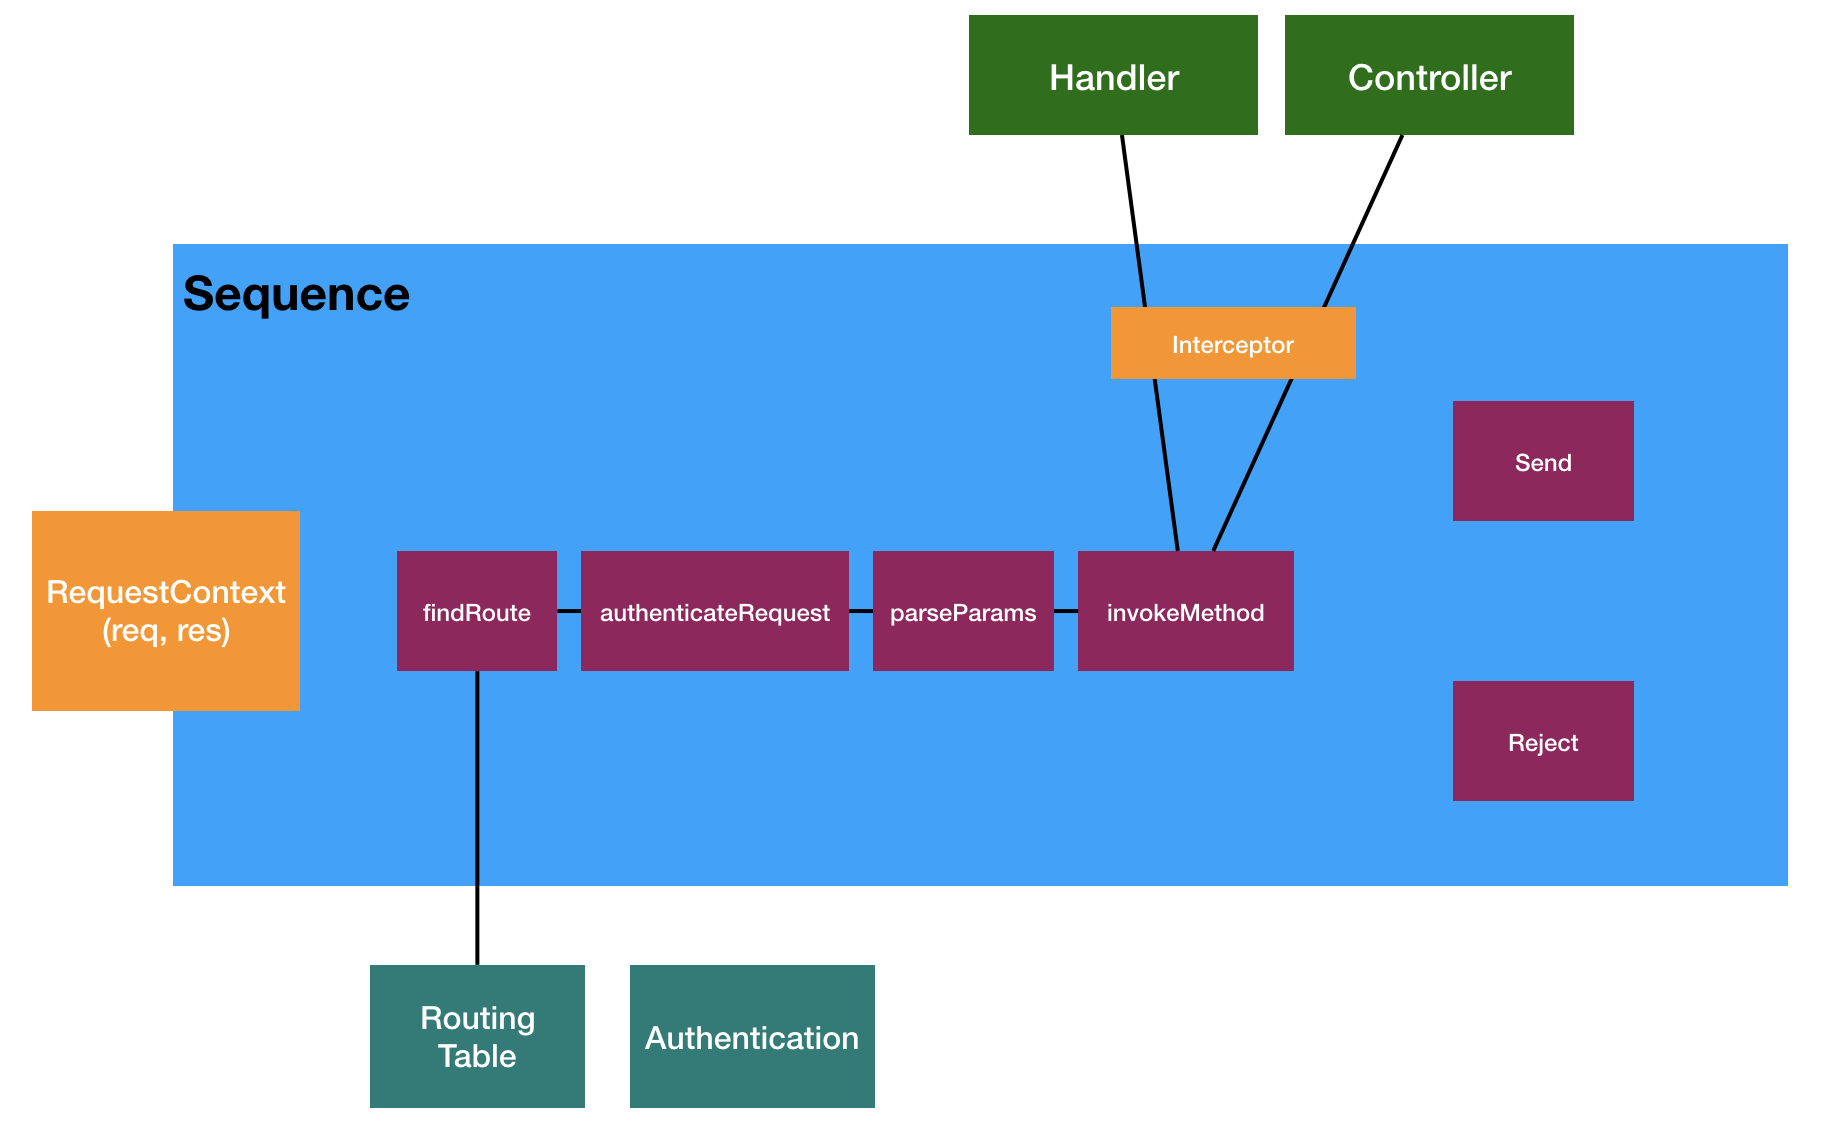 Handler
Controller
Sequence
Interceptor
Send
RequestContext
(req, res)
findRoute
authenticateRequest
parseParams
invokeMethod
Reject
Routing
Table
Authentication